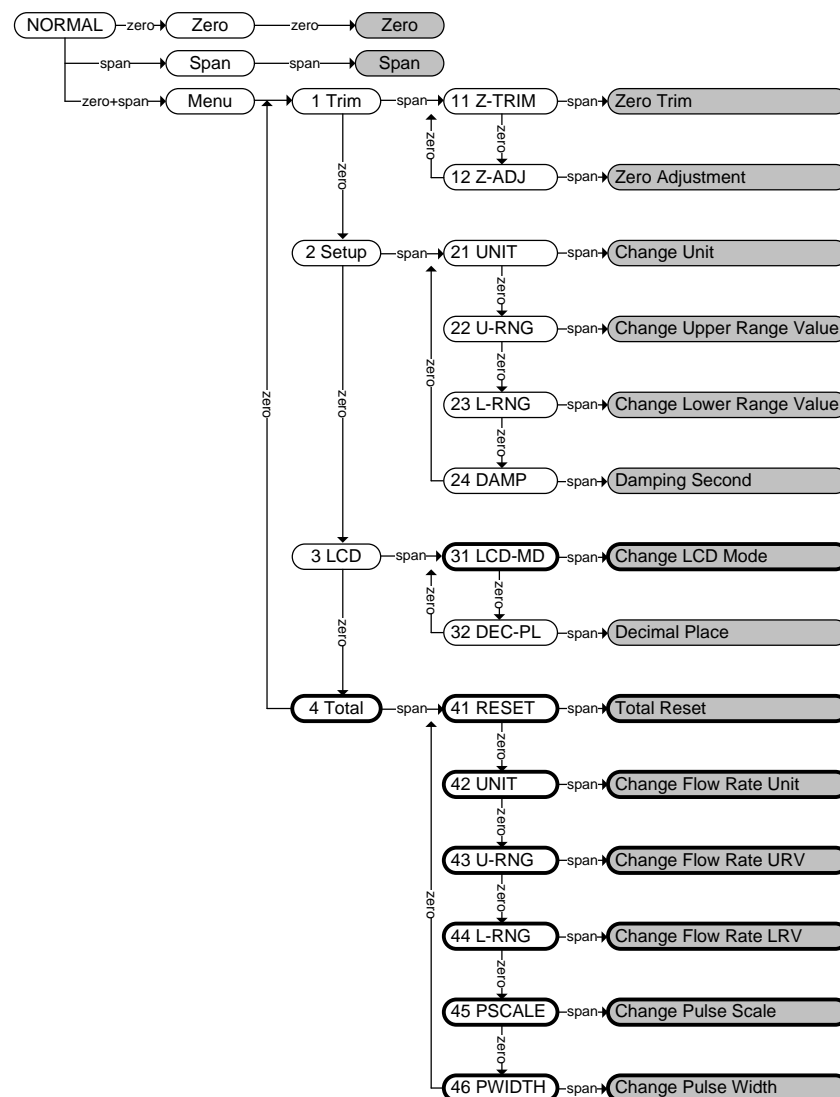 NORMAL zero Zero zero Zero
span Span span Span
zero+span Menu 1 Trim span 11 Z-TRIM span Zero Trim
zero
zero
zero
12 Z-ADJ span Zero Adjustment
2 Setup span 21 UNIT span Change Unit
zero
22 U-RNG span Change Upper Range Value
zero
zero
zero
zero
23 L-RNG span Change Lower Range Value
zero
24 DAMP span Damping Second
3 LCD span 31 LCD-MD span Change LCD Mode
zero
zero
zero
32 DEC-PL span Decimal Place
4 Total span 41 RESET span Total Reset
zero
42 UNIT span Change Flow Rate Unit
zero
43 U-RNG span Change Flow Rate URV
zero
zero
44 L-RNG span Change Flow Rate LRV
zero
45 PSCALE span Change Pulse Scale
zero
46 PWIDTH span Change Pulse Width